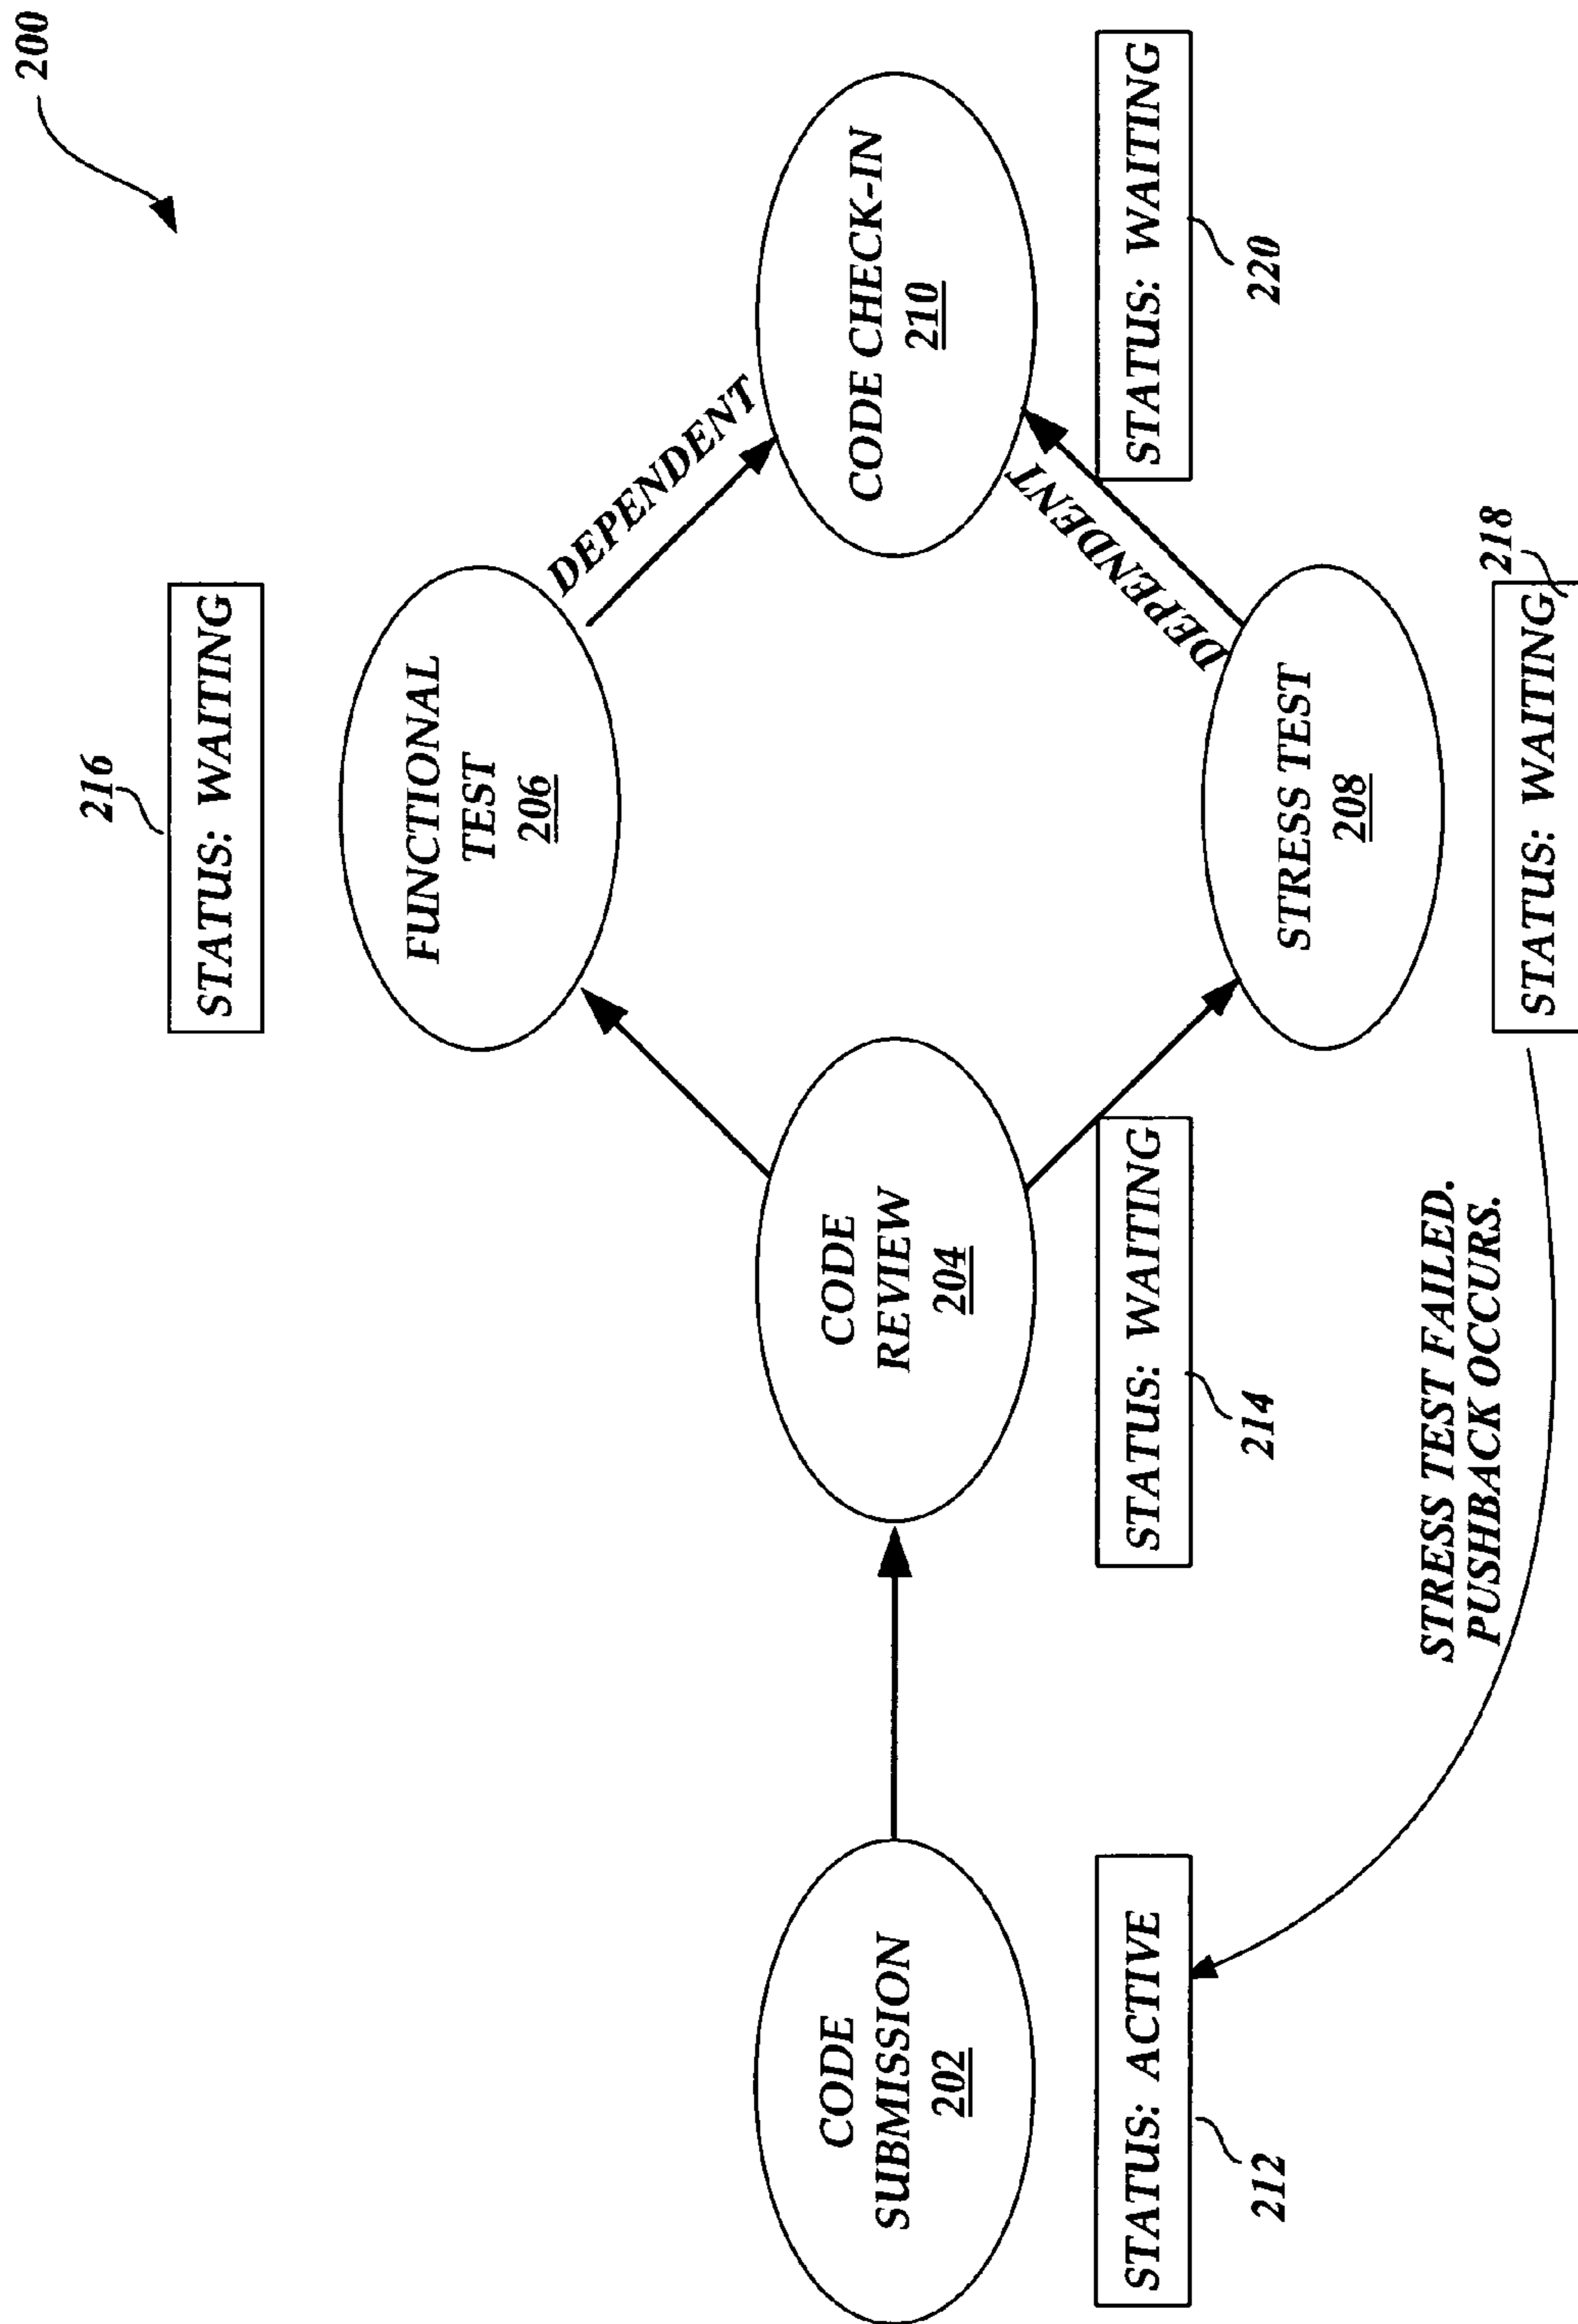 200
216
STATUS: WAITING
FUNCTIONAL
TEST
206
DEPENDENT
CODE
SUBMISSION
202
CODE
REVIEW
204
CODE CHECK-IN
210
DEPENDENT
STATUS: ACTIVE
212
STATUS: WAITING
214
STATUS: WAITING
220
STRESS TEST
208
STRESS TEST FAILED.
PUSHBACK OCCURS.
STATUS: WAITING
218